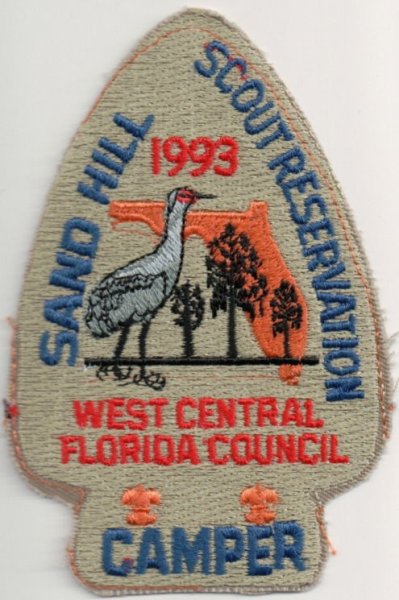 SAND HILL
SCOUT RESERVATION
1993
WEST CENTRAL
FLORIDA COUNCIL
CAMPER